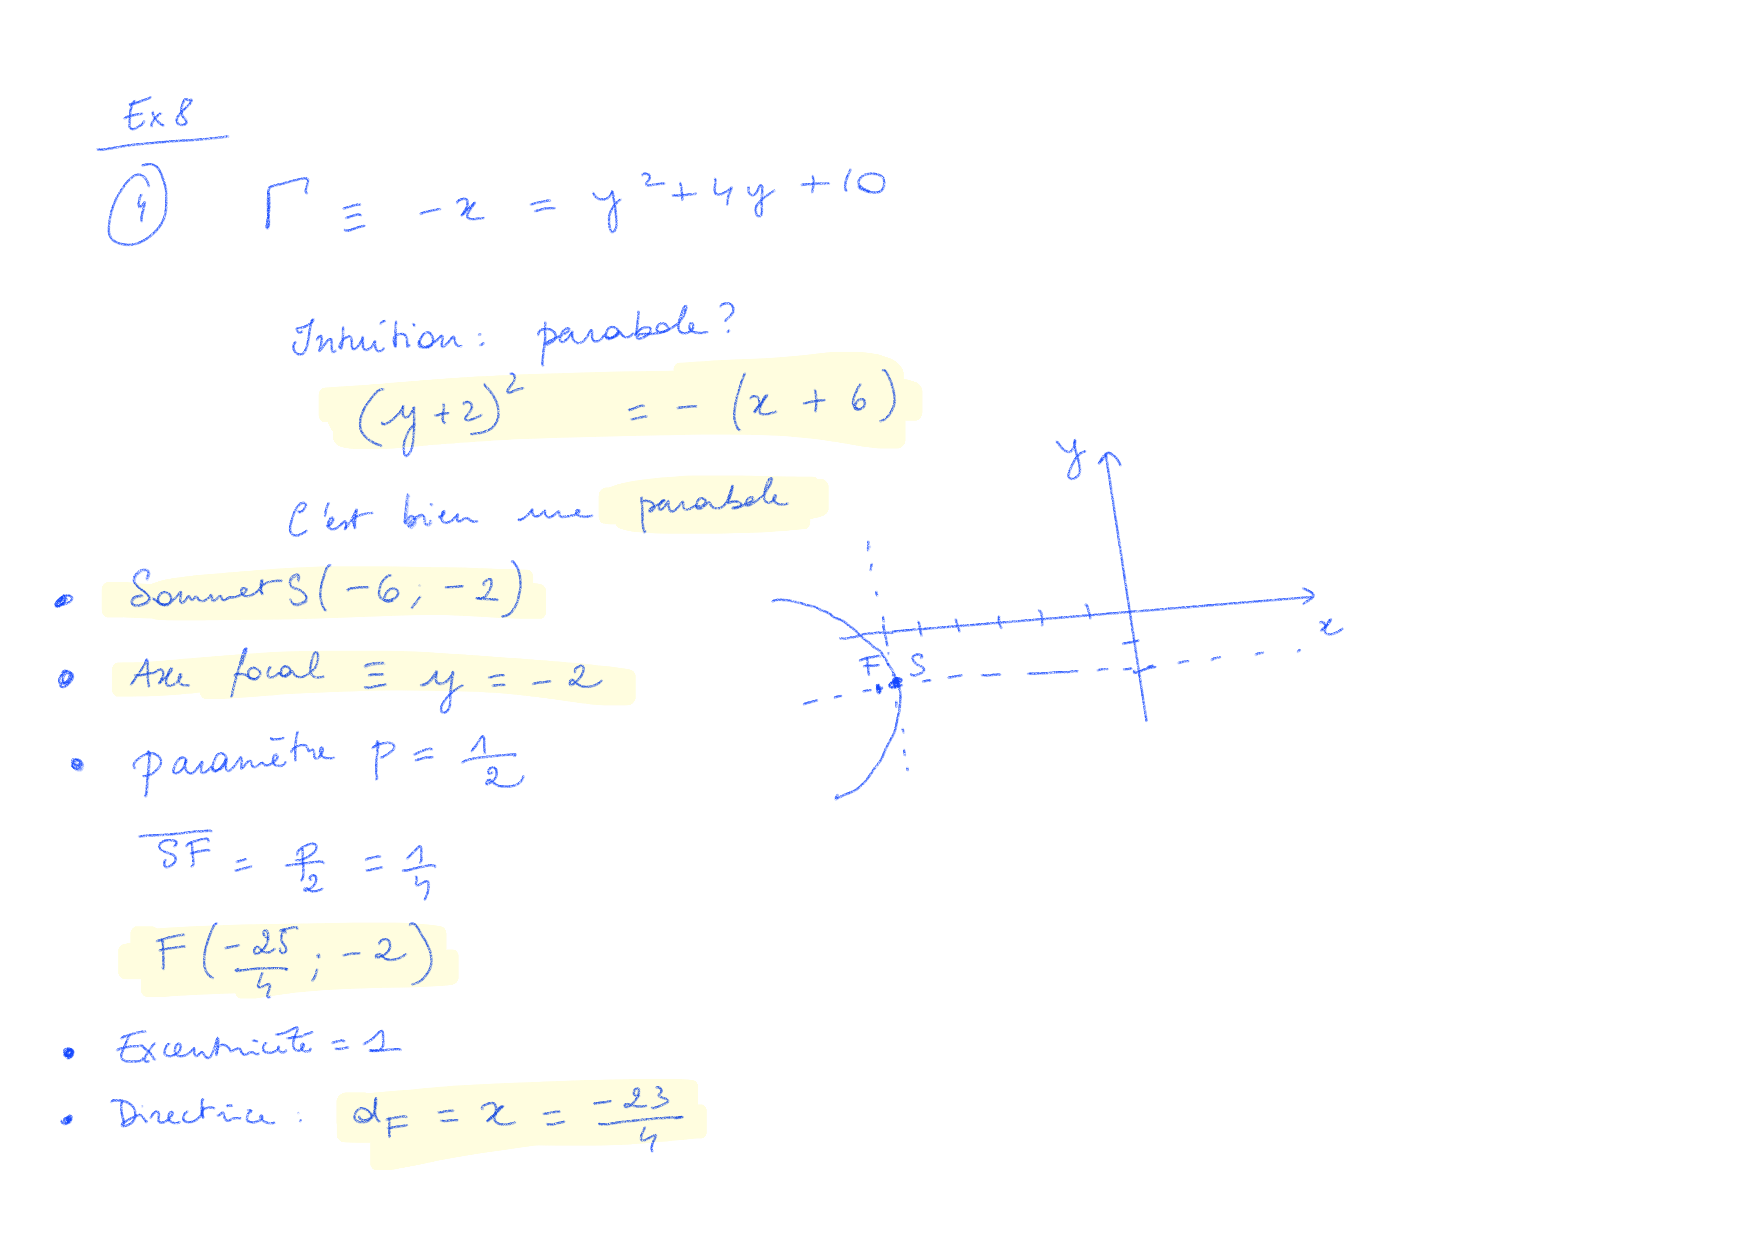 Ex 8
4 Γ ≡ -x = y² + 4y + 10
Intuition : parabole ?
(y + 2)² = - (x + 6)
C'est bien une parabole
• Sommet S(-6 ; -2)
• Axe focal ≡ y = -2
• paramètre p = 1/2
SF = p/2 = 1/4
F(-25/4 ; -2)
• Excentricité = 1
• Directrice : dF = x = -23/4
y
x
F S